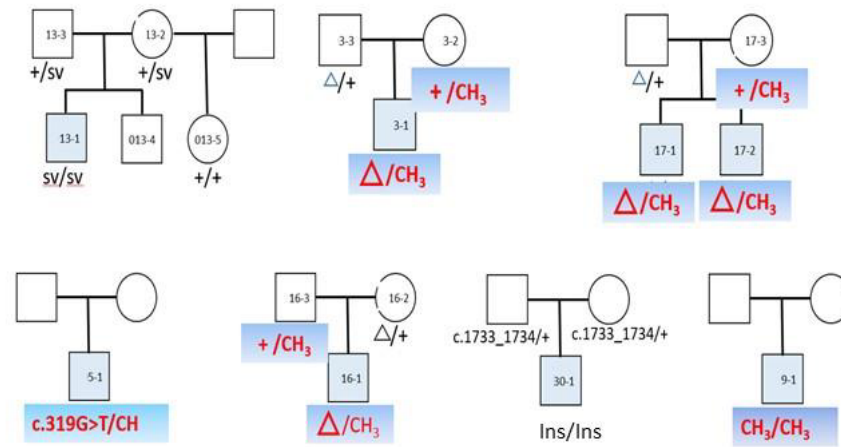 13-3
13-2
+/sv
+/sv
13-1
013-4
013-5
sv/sv
+/+
3-3
3-2
Δ/+
+/CH₃
3-1
Δ/CH₃
17-3
Δ/+
+/CH₃
17-1
17-2
Δ/CH₃
Δ/CH₃
5-1
c.319G>T/CH
16-3
16-2
+/CH₃
Δ/+
16-1
Δ/CH₃
c.1733_1734/+
c.1733_1734/+
30-1
Ins/Ins
9-1
CH₃/CH₃